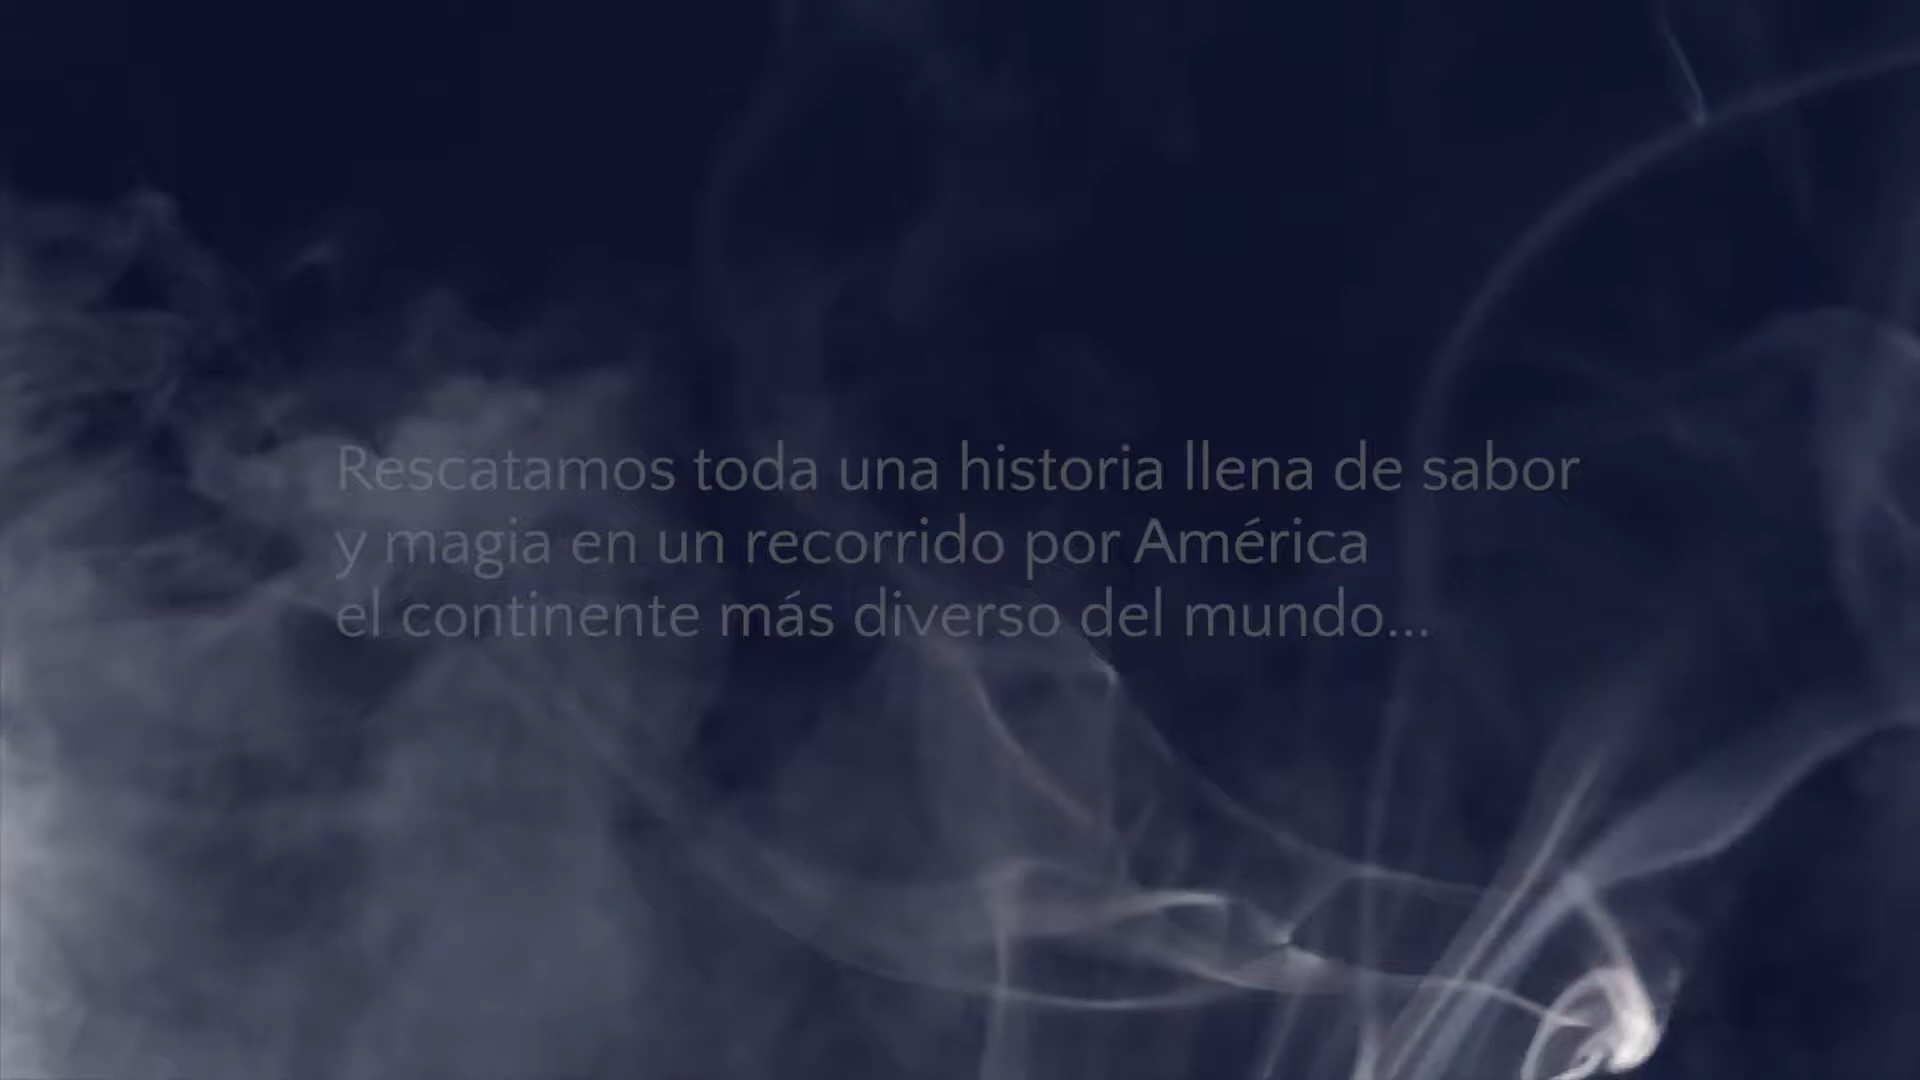 Rescatamos toda una historia llena de sabor
y magia en un recorrido por América
el continente más diverso del mundo...